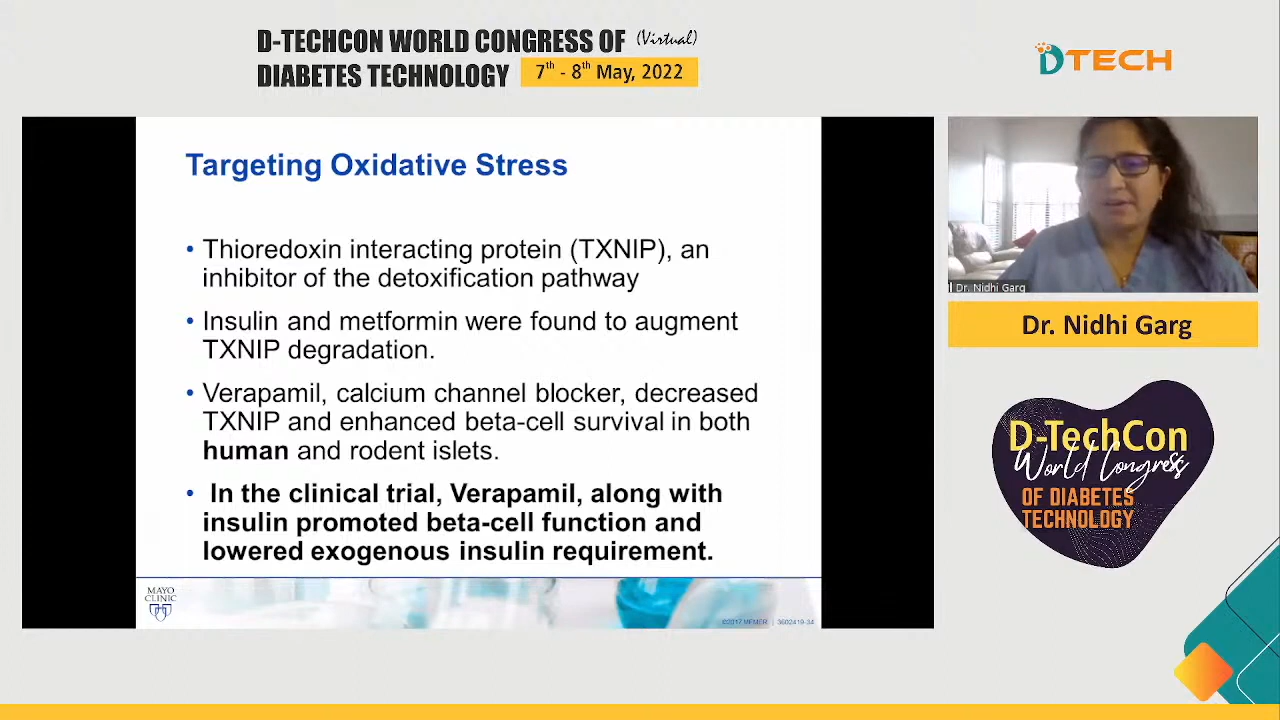 D-TECHCON WORLD CONGRESS OF (Virtual)
DIABETES TECHNOLOGY 7th - 8th May, 2022
DTECH
Targeting Oxidative Stress
• Thioredoxin interacting protein (TXNIP), an
inhibitor of the detoxification pathway
• Insulin and metformin were found to augment
TXNIP degradation.
• Verapamil, calcium channel blocker, decreased
TXNIP and enhanced beta-cell survival in both
human and rodent islets.
• In the clinical trial, Verapamil, along with
insulin promoted beta-cell function and
lowered exogenous insulin requirement.
MAYO
CLINIC
©2017 MFMER | 3602419-34
Dr. Nidhi Garg
Dr. Nidhi Garg
D-TechCon
World Congress
OF DIABETES
TECHNOLOGY